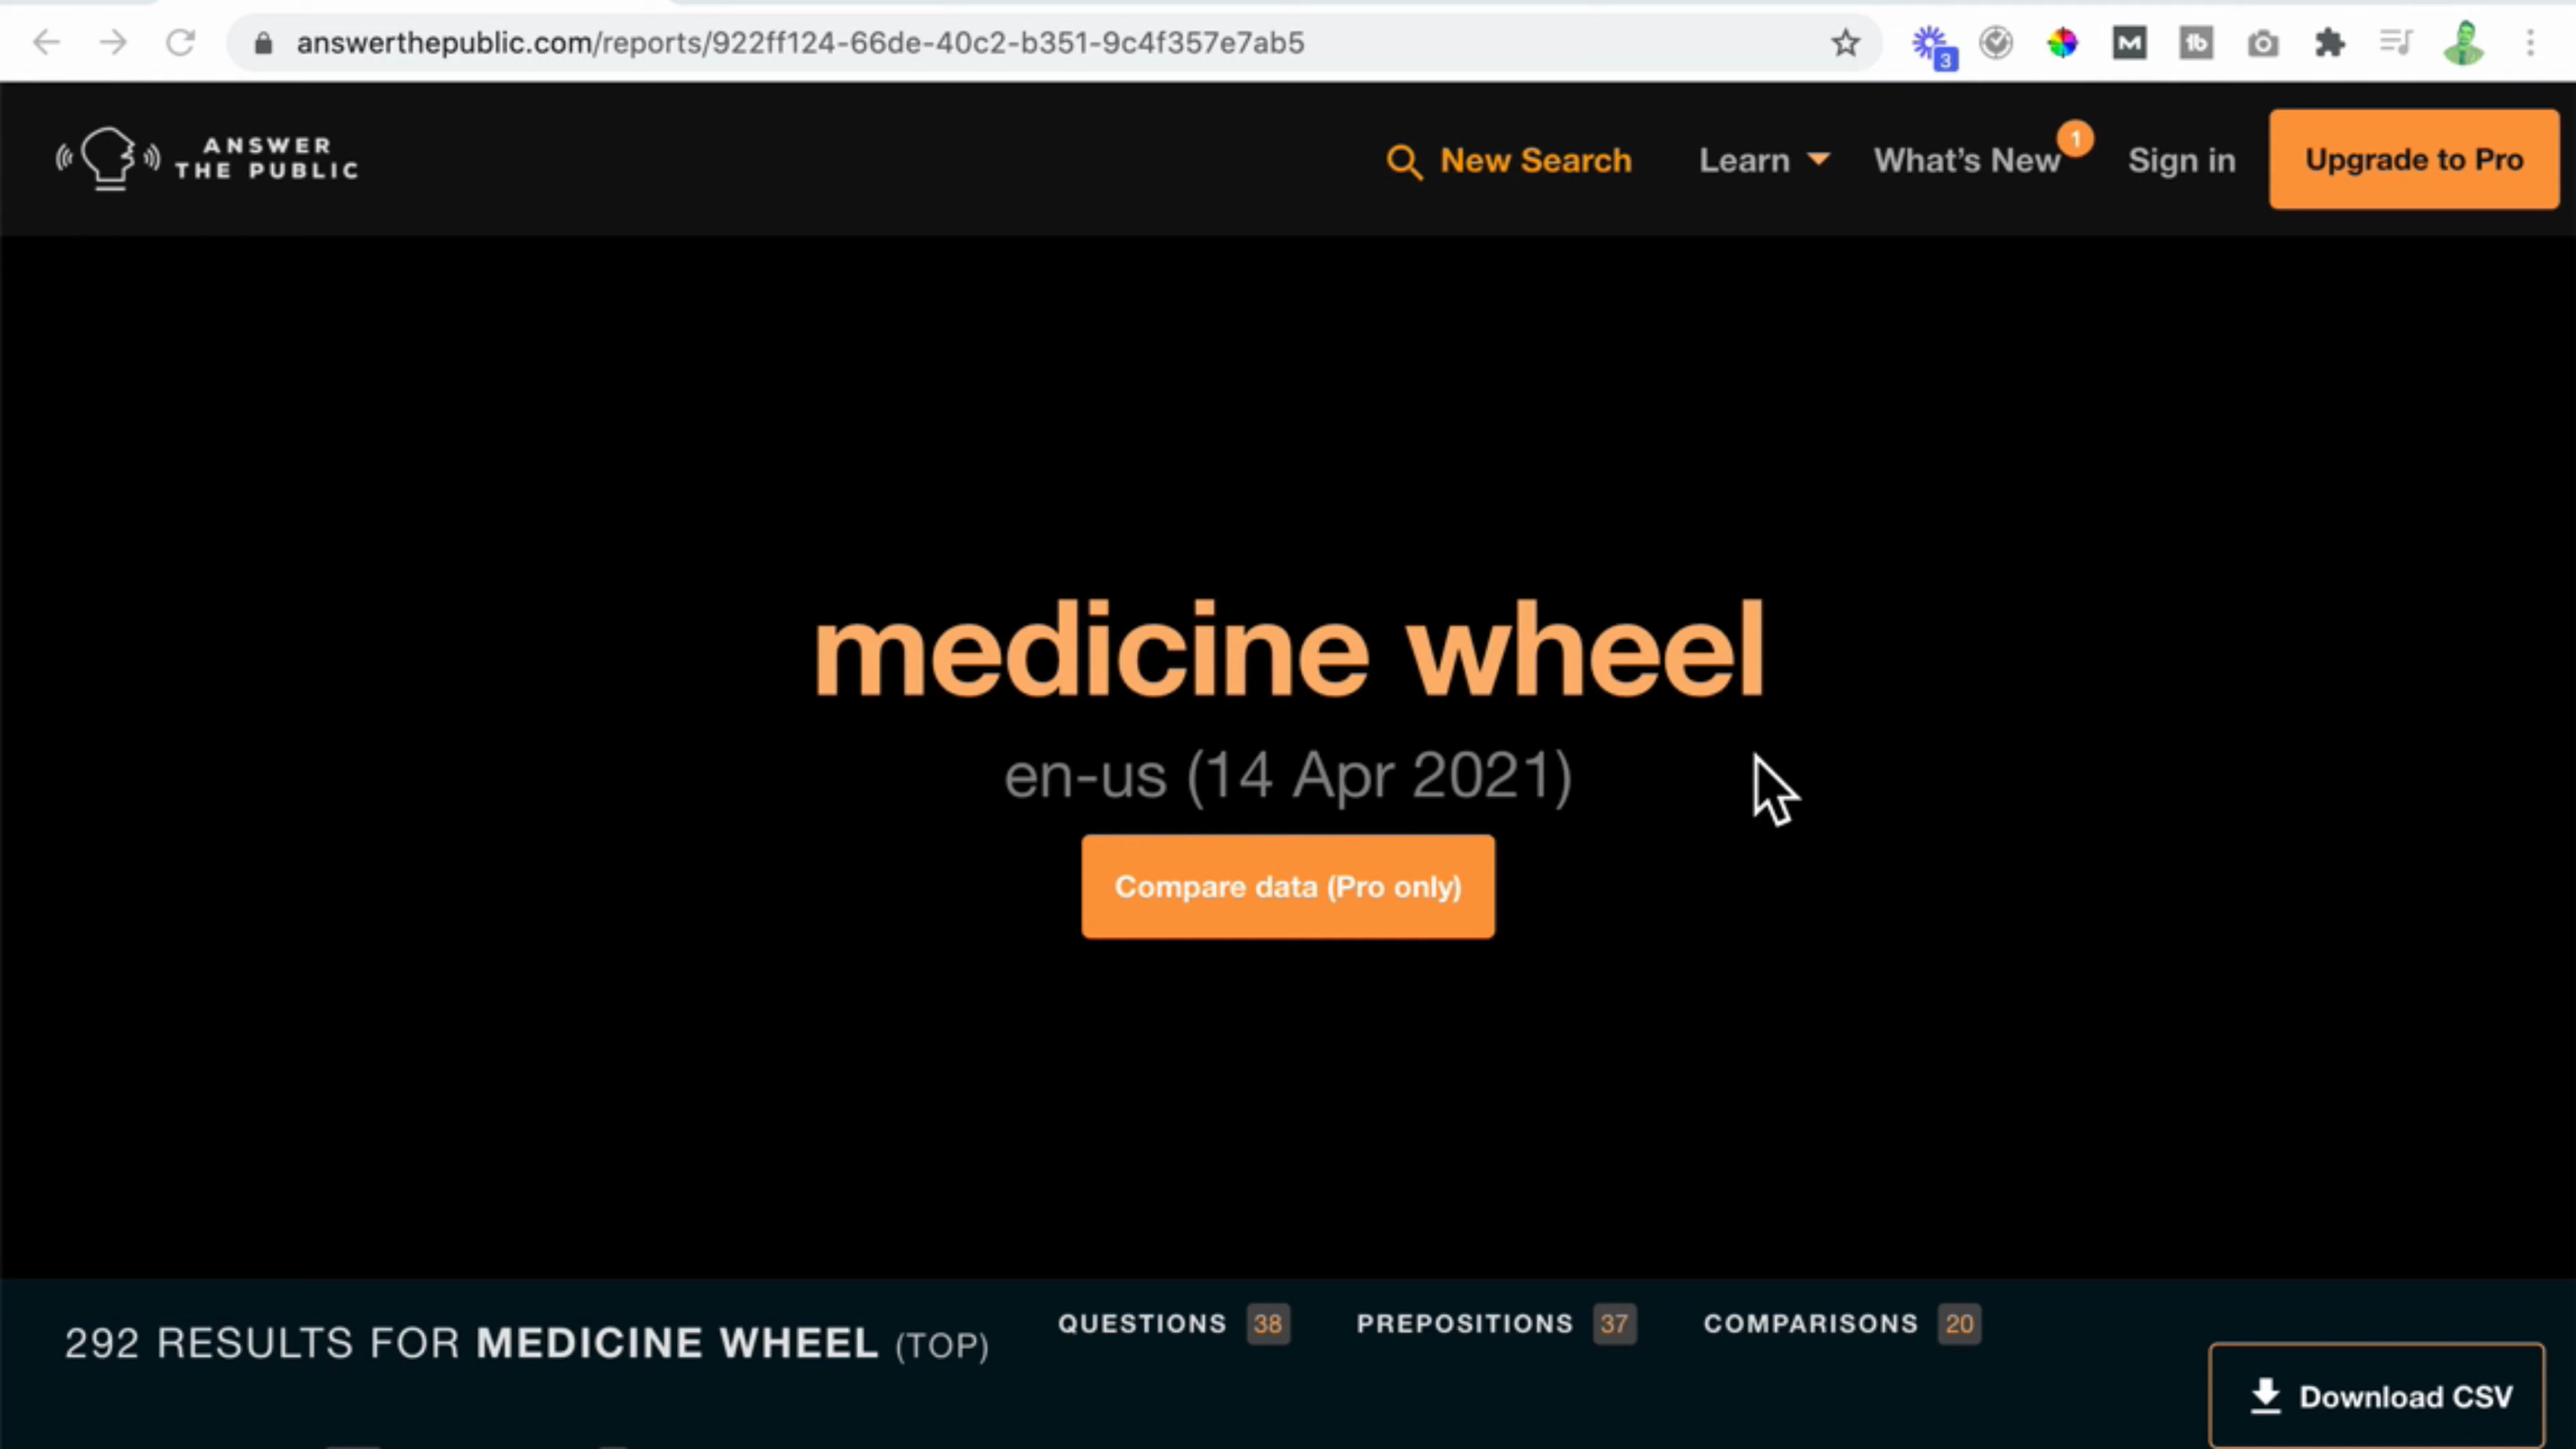 answerthepublic.com/reports/922ff124-66de-40c2-b351-9c4f357e7ab5
3
M
tb
ANSWER
THE PUBLIC
New Search
Learn
What's New
1
Sign in
Upgrade to Pro
medicine wheel
en-us (14 Apr 2021)
Compare data (Pro only)
292 RESULTS FOR MEDICINE WHEEL (TOP)
QUESTIONS 38
PREPOSITIONS 37
COMPARISONS 20
Download CSV